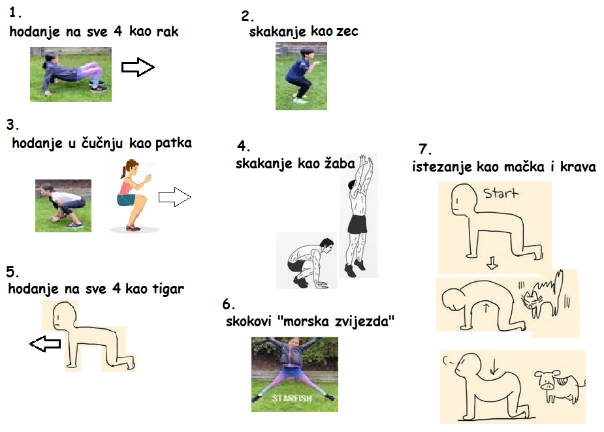 1.
hodanje na sve 4 kao rak
2.
skakanje kao zec
3.
hodanje u čučnju kao patka
4.
skakanje kao žaba
5.
hodanje na sve 4 kao tigar
6.
skokovi "morska zvijezda"
STARFISH
7.
istezanje kao mačka i krava
Start